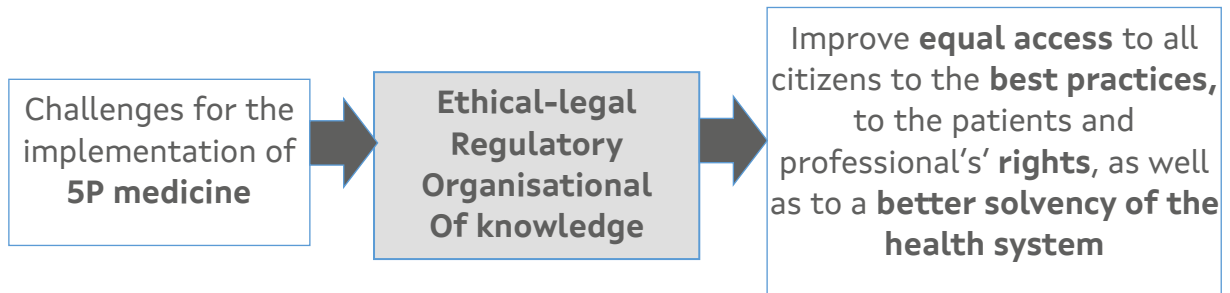 Challenges for the
implementation of
5P medicine
Ethical-legal
Regulatory
Organisational
Of knowledge
Improve equal access to all
citizens to the best practices,
to the patients and
professional's' rights, as well
as to a better solvency of the
health system